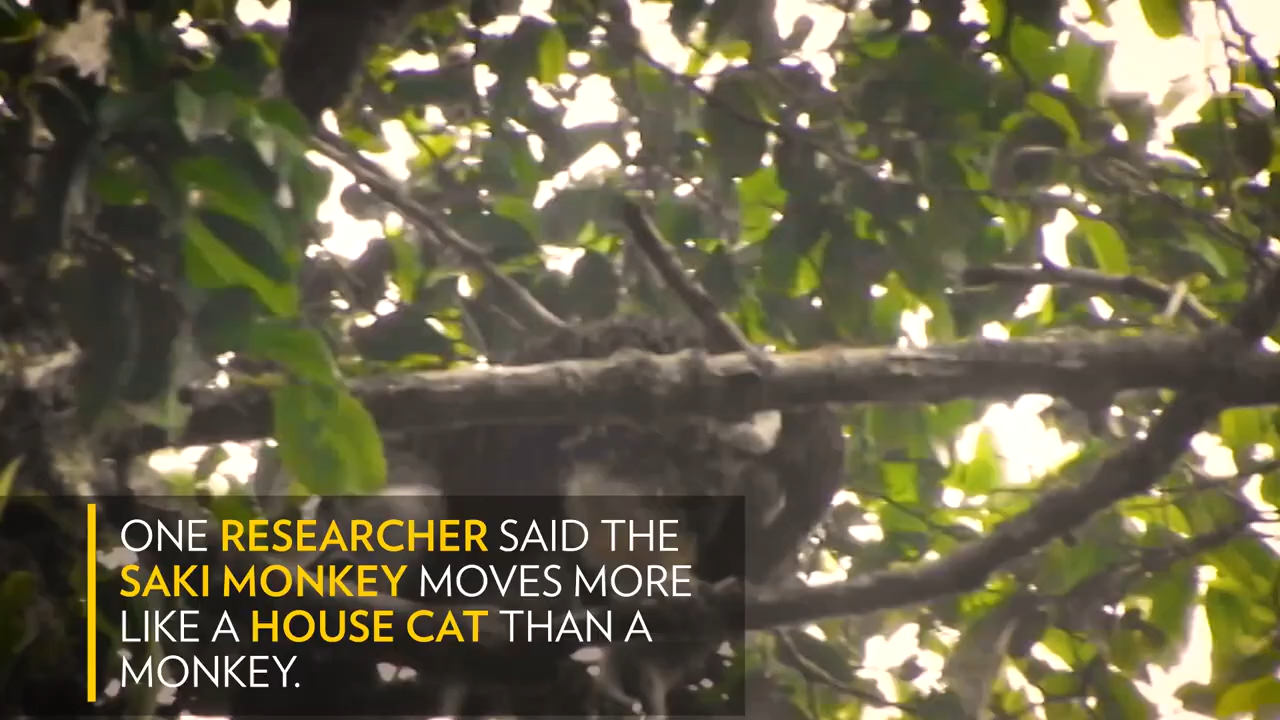 ONE RESEARCHER SAID THE
SAKI MONKEY MOVES MORE
LIKE A HOUSE CAT THAN A
MONKEY.